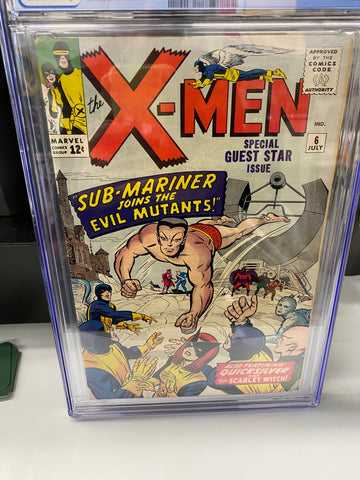 the
X-MEN
APPROVED
BY THE
COMICS
CODE
CA
AUTHORITY
MARVEL
COMICS
GROUP
12¢
IND.
6
JULY
SPECIAL
GUEST STAR
ISSUE
"SUB-MARINER
JOINS THE
EVIL MUTANTS!"
ALSO FEATURING:
QUICKSILVER
and
The SCARLET WITCH!